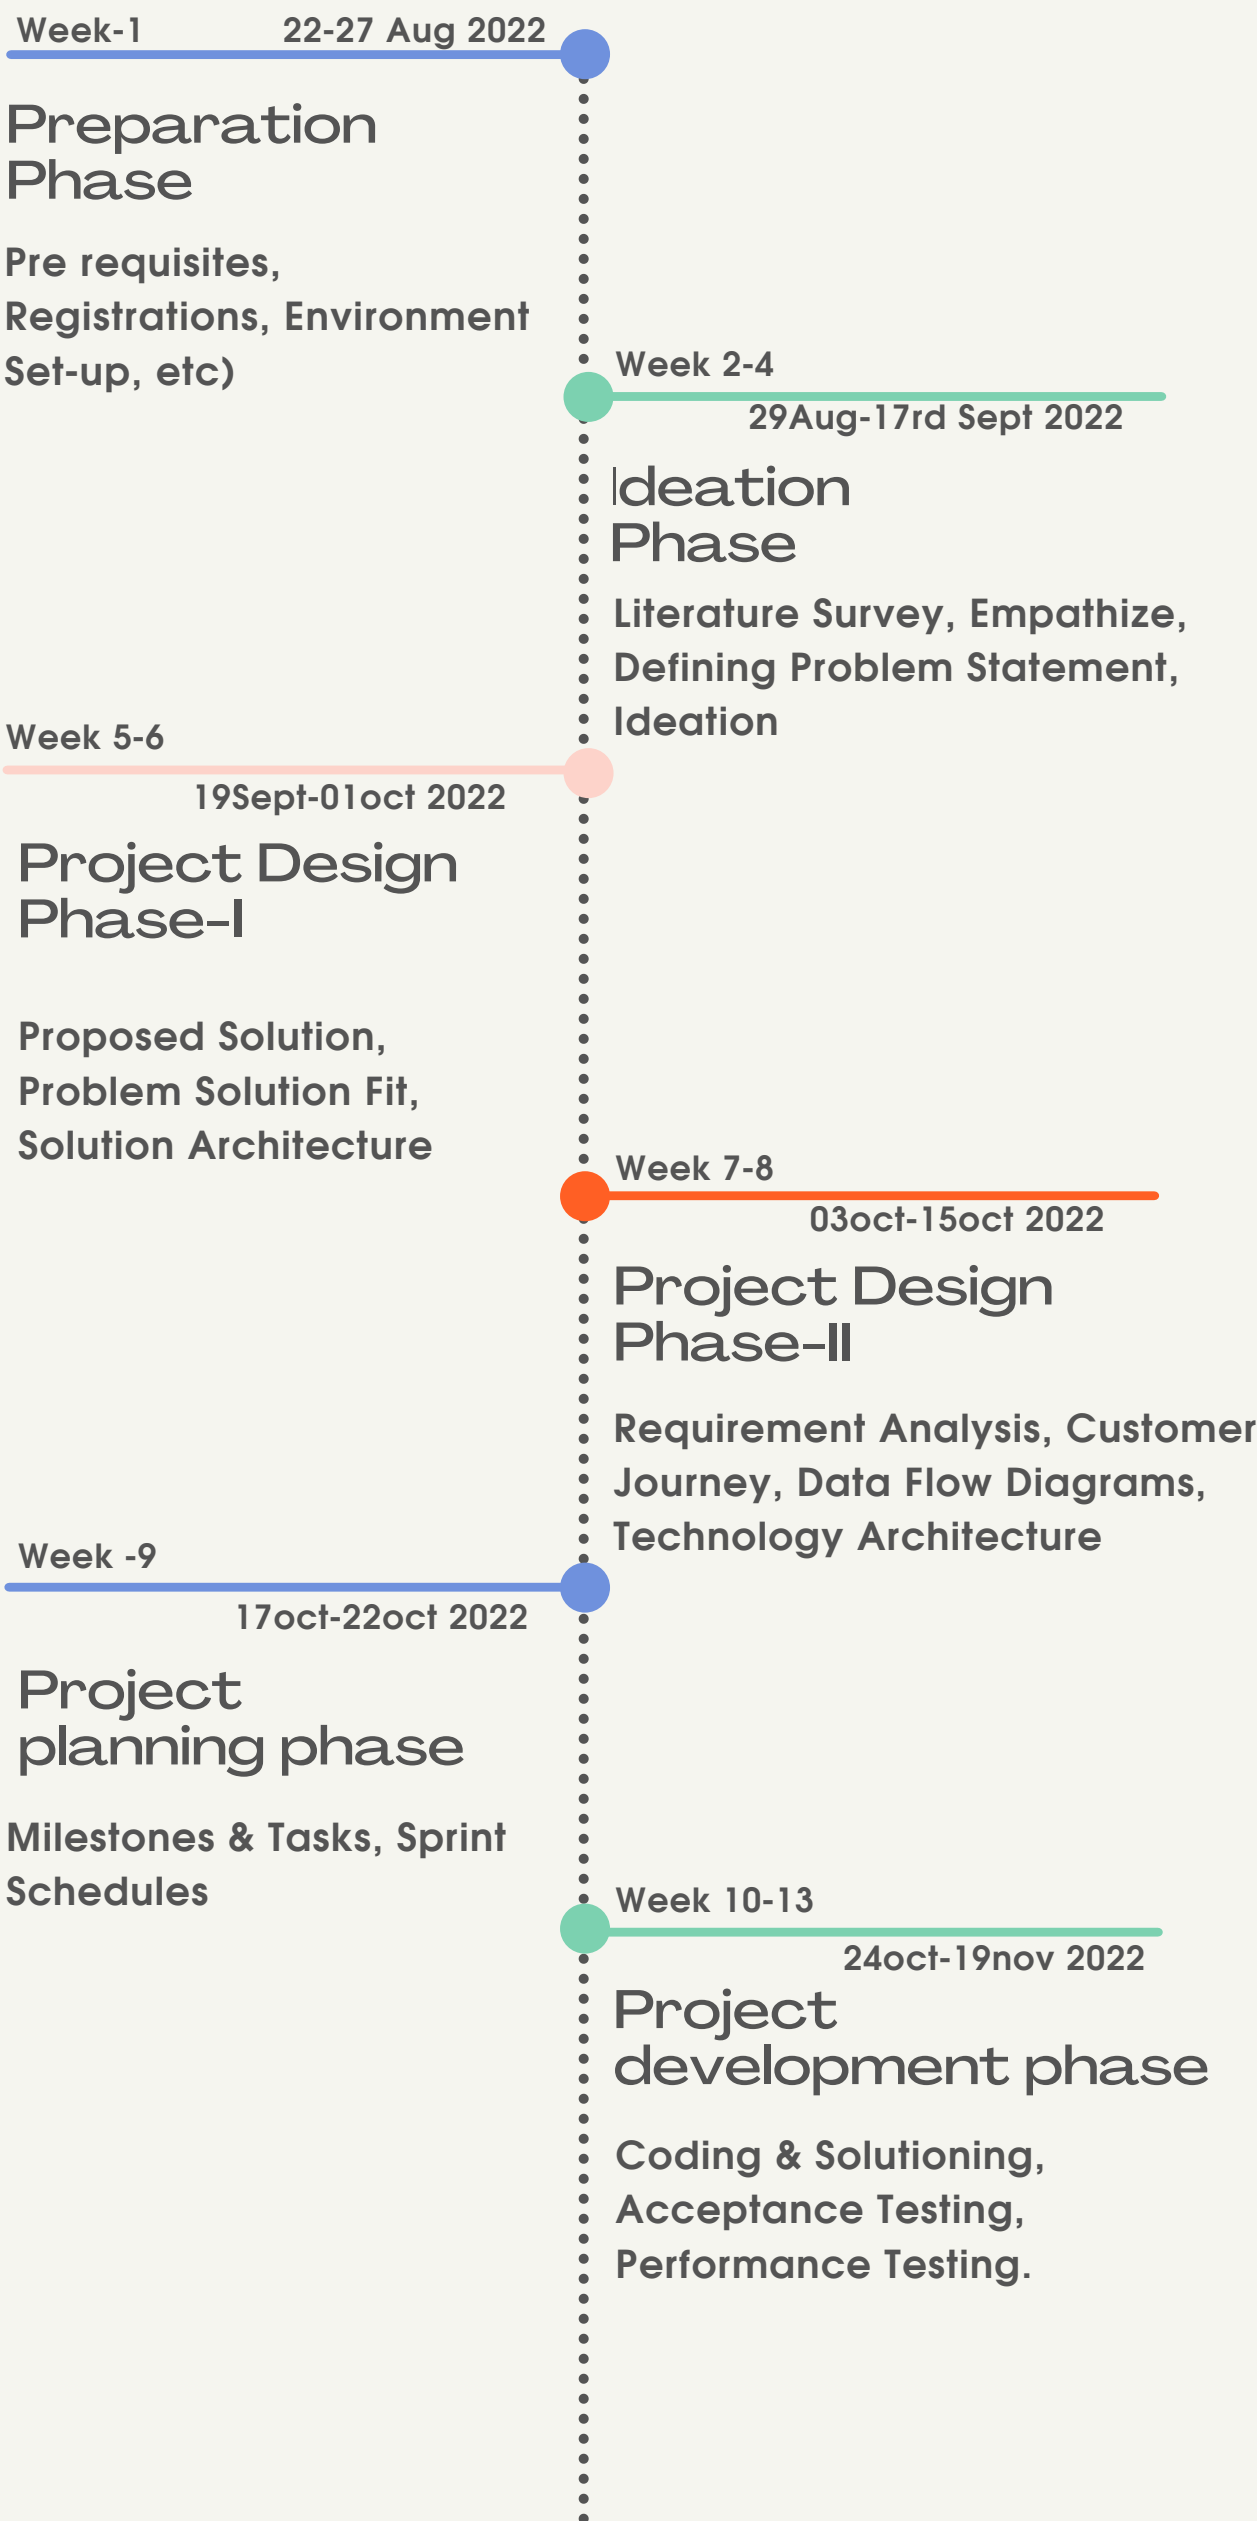 Week-1 22-27 Aug 2022
Preparation
Phase
Pre requisites,
Registrations, Environment
Set-up, etc)
Week 2-4
29Aug-17rd Sept 2022
Ideation
Phase
Literature Survey, Empathize,
Defining Problem Statement,
Ideation
Week 5-6
19Sept-01oct 2022
Project Design
Phase-I
Proposed Solution,
Problem Solution Fit,
Solution Architecture
Week 7-8
03oct-15oct 2022
Project Design
Phase-II
Requirement Analysis, Customer
Journey, Data Flow Diagrams,
Technology Architecture
Week -9
17oct-22oct 2022
Project
planning phase
Milestones & Tasks, Sprint
Schedules
Week 10-13
24oct-19nov 2022
Project
development phase
Coding & Solutioning,
Acceptance Testing,
Performance Testing.